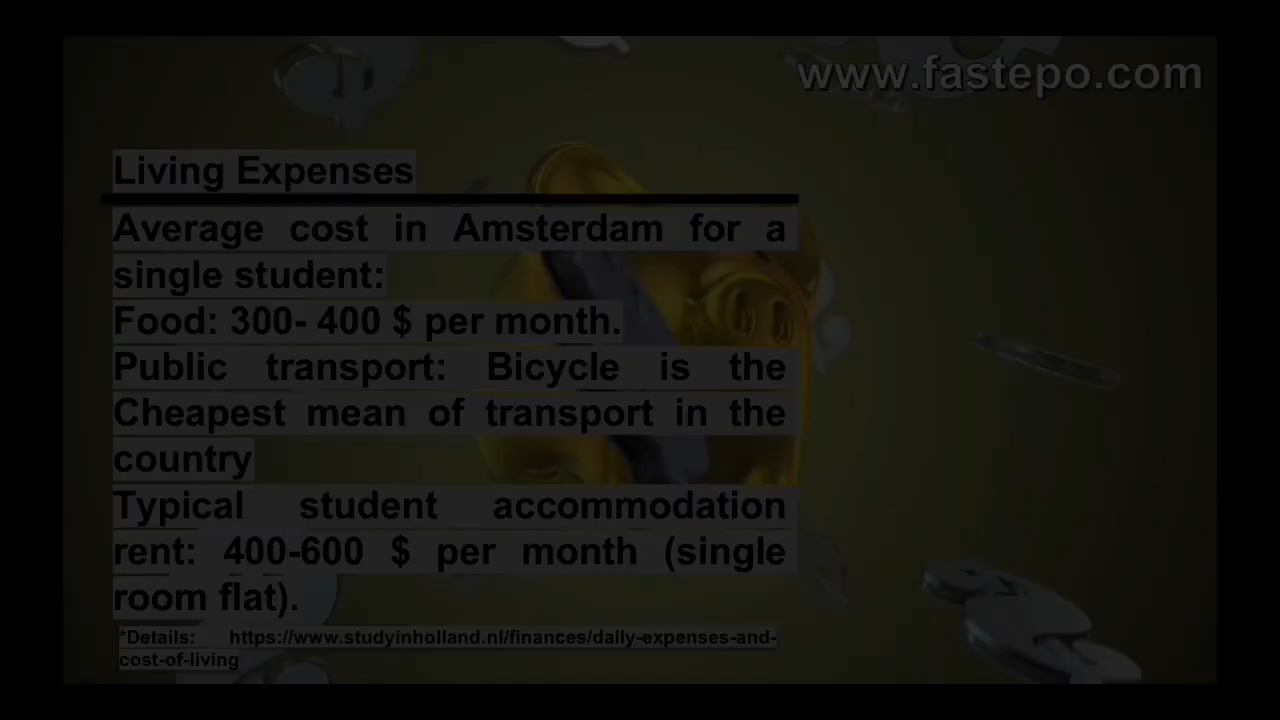 www.fastepo.com
Living Expenses
Average cost in Amsterdam for a
single student:
Food: 300- 400 $ per month.
Public transport: Bicycle is the
Cheapest mean of transport in the
country
Typical student accommodation
rent: 400-600 $ per month (single
room flat).
*Details: https://www.studyinholland.nl/finances/daily-expenses-and-
cost-of-living